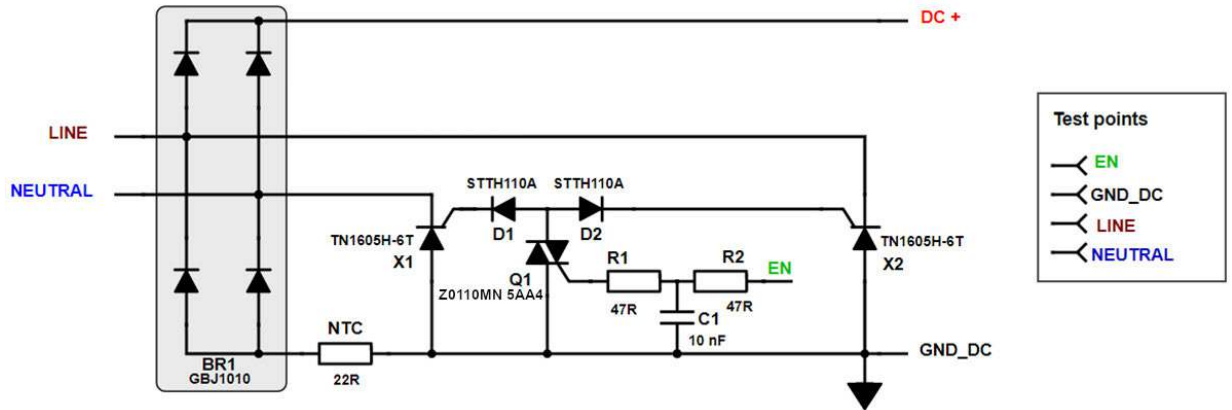 DC +
LINE
NEUTRAL
STTH110A
STTH110A
D1
D2
TN1605H-6T
X1
Q1
Z0110MN 5AA4
R1
47R
R2
47R
EN
C1
10 nF
TN1605H-6T
X2
NTC
22R
BR1
GBJ1010
GND_DC
Test points
EN
GND_DC
LINE
NEUTRAL